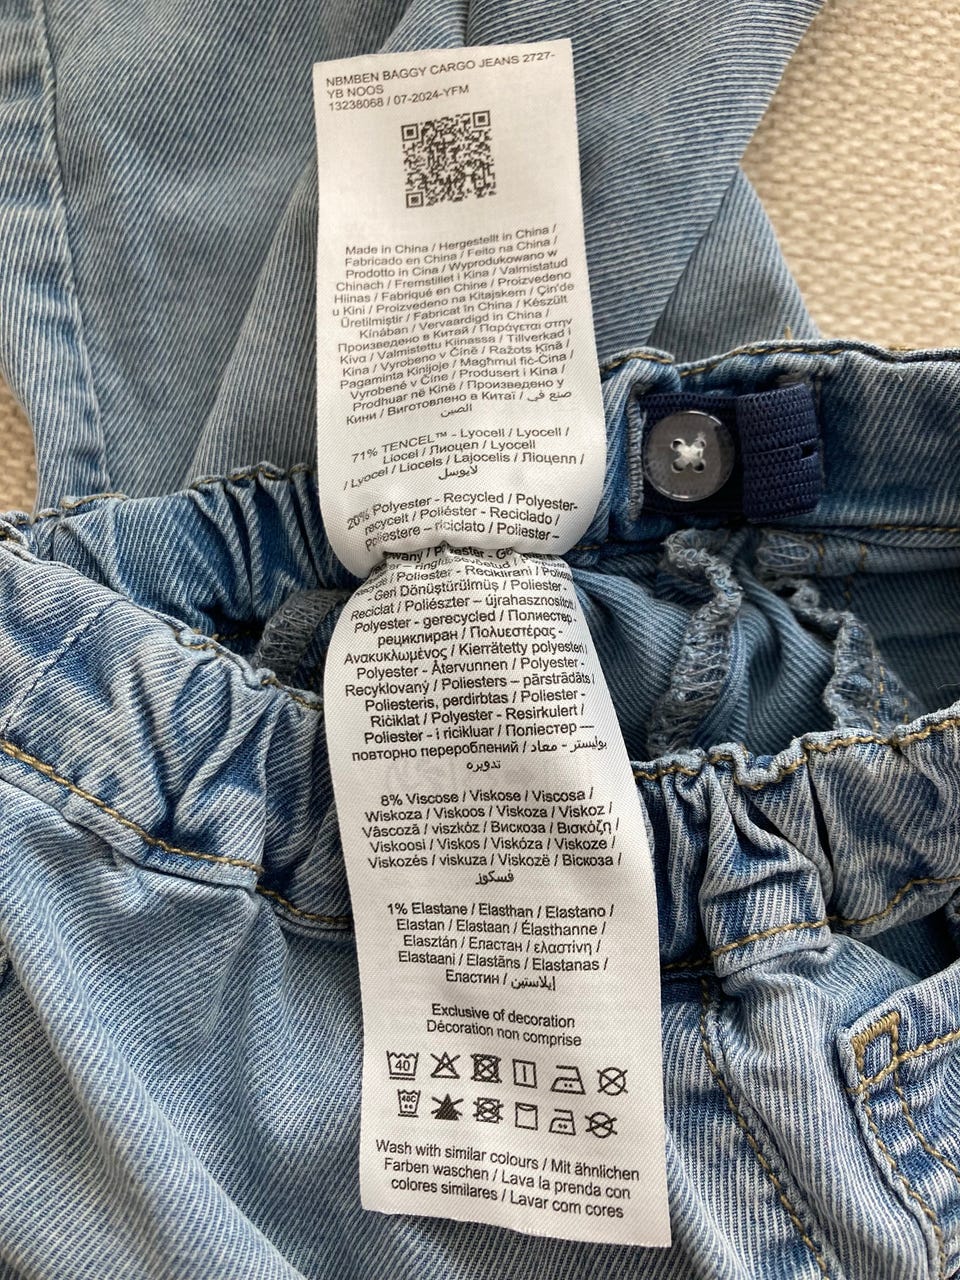 NBMBEN BAGGY CARGO JEANS 2727-
YB NOOS
13238068 / 07-2024-YFM
Made in China / Hergestellt in China /
Fabricado en China / Feito na China /
Prodotto in Cina / Wyprodukowano w
Chinach / Fremstillet i Kina / Valmistatud
Hiinas / Fabriqué en Chine / Proizvedeno
u Kini / Proizvedeno na Kitajskem / Çin'de
Üretilmiştir / Fabricat în China / Készült
Kínában / Vervaardigd in China /
Произведено в Китай / Παράγεται στην
Κίνα / Valmistettu Kiinassa / Tillverkad i
Kina / Vyrobeno v Číně / Ražots Ķīnā /
Pagaminta Kinijoje / Magħmul fiċ-Ċina /
Vyrobené v Číne / Produsert i Kina /
Prodhuar në Kinë / Произведено у
Кини / Виготовлено в Китаї / صنع في
الصين
71% TENCEL™ - Lyocell / Lyocell /
Liocel / Лиоцел / Lyocell
/ Lyocel / Liocels / Lajocelis / Ліоцелл /
لايوسل
20% Polyester - Recycled / Polyester-
recycelt / Poliéster - Reciclado /
Poliestere – riciclato / Poliester –
/ Poliester - Reciklirani /
Geri Dönüştürülmüş / Poliester -
Reciclat / Poliészter – újrahasznosított
Polyester - gerecycled / Полиестер -
рециклиран / Πολυεστέρας -
Ανακυκλωμένος / Kierrätetty polyesteri
Polyester - Återvunnen / Polyester -
Recyklovaný / Poliesters – pārstrādāts
Poliesteris, perdirbtas / Poliester -
Riċiklat / Polyester - Resirkulert /
Poliester - i ricikluar / Поліестер —
повторно перероблений / بوليستر - معاد
تدويره
8% Viscose / Viskose / Viscosa /
Wiskoza / Viskoos / Viskoza / Viskoz /
Vâscoză / viszkóz / Вискоза / Βισκόζη /
Viskoosi / Viskos / Viskóza / Viskoze /
Viskozės / viskuza / Viskozë / Віскоза /
فسكوز
1% Elastane / Elasthan / Elastano /
Elastan / Elastaan / Élasthanne /
Elasztán / Еластан / ελαστίνη /
Elastaani / Elastāns / Elastanas /
Еластин / إيلاستين
Exclusive of decoration
Décoration non comprise
40
40C
Wash with similar colours / Mit ähnlichen
Farben waschen / Lava la prenda con
colores similares / Lavar com cores